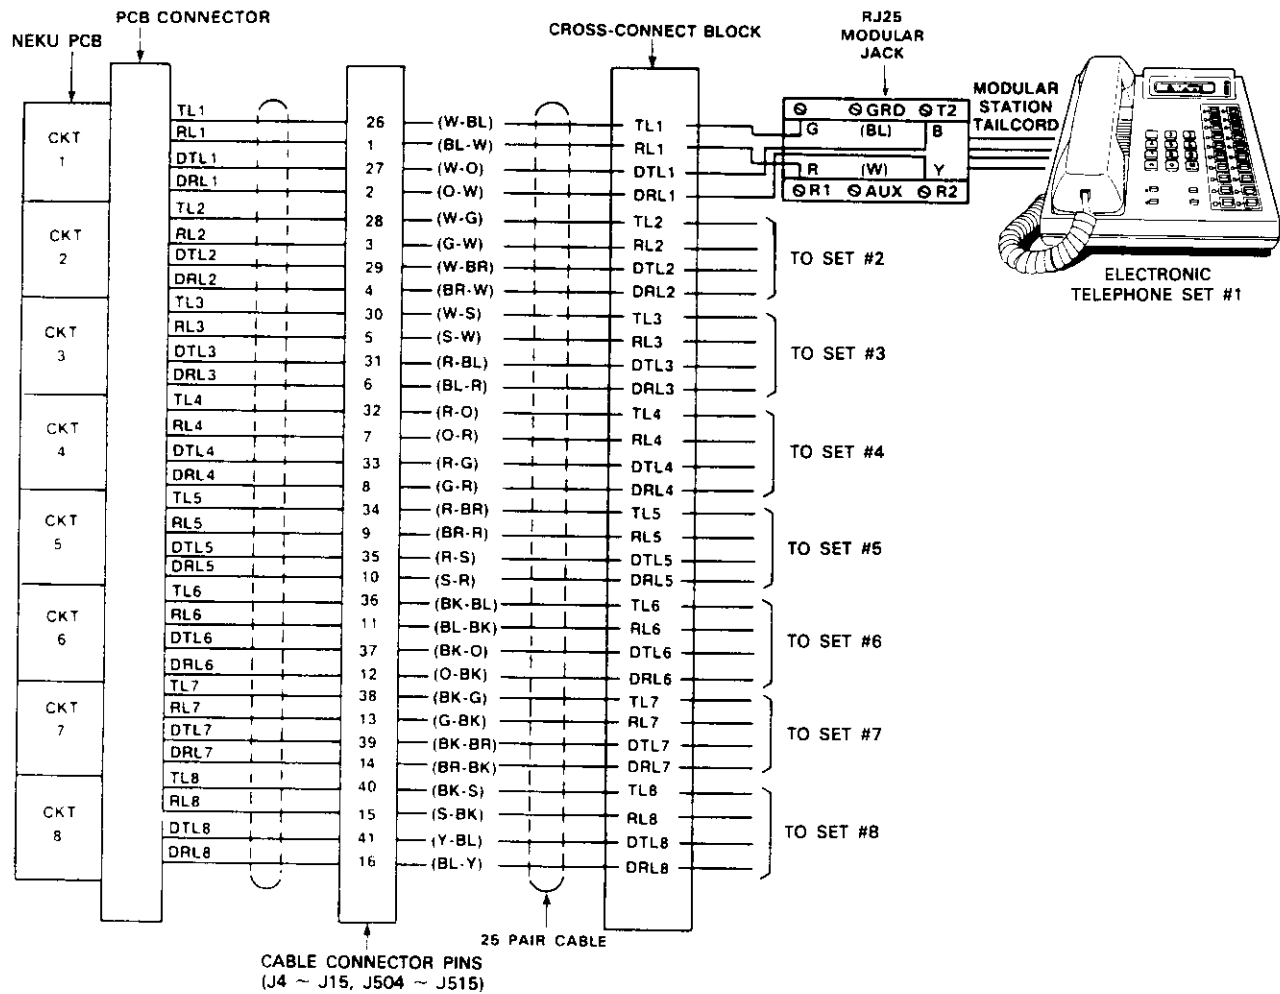 PCB CONNECTOR
NEKU PCB
CROSS-CONNECT BLOCK
RJ25
MODULAR
JACK
MODULAR
STATION
TAILCORD
GRD T2
G (BL) B
R (W) Y
R1 AUX R2
ELECTRONIC
TELEPHONE SET #1
CKT
1
TL1 26 (W-BL) TL1
RL1 1 (BL-W) RL1
DTL1 27 (W-O) DTL1
DRL1 2 (O-W) DRL1
CKT
2
TL2 28 (W-G) TL2
RL2 3 (G-W) RL2
DTL2 29 (W-BR) DTL2
DRL2 4 (BR-W) DRL2
TO SET #2
CKT
3
TL3 30 (W-S) TL3
RL3 5 (S-W) RL3
DTL3 31 (R-BL) DTL3
DRL3 6 (BL-R) DRL3
TO SET #3
CKT
4
TL4 32 (R-O) TL4
RL4 7 (O-R) RL4
DTL4 33 (R-G) DTL4
DRL4 8 (G-R) DRL4
TO SET #4
CKT
5
TL5 34 (R-BR) TL5
RL5 9 (BR-R) RL5
DTL5 35 (R-S) DTL5
DRL5 10 (S-R) DRL5
TO SET #5
CKT
6
TL6 36 (BK-BL) TL6
RL6 11 (BL-BK) RL6
DTL6 37 (BK-O) DTL6
DRL6 12 (O-BK) DRL6
TO SET #6
CKT
7
TL7 38 (BK-G) TL7
RL7 13 (G-BK) RL7
DTL7 39 (BK-BR) DTL7
DRL7 14 (BR-BK) DRL7
TO SET #7
CKT
8
TL8 40 (BK-S) TL8
RL8 15 (S-BK) RL8
DTL8 41 (Y-BL) DTL8
DRL8 16 (BL-Y) DRL8
TO SET #8
25 PAIR CABLE
CABLE CONNECTOR PINS
(J4 ~ J15, J504 ~ J515)